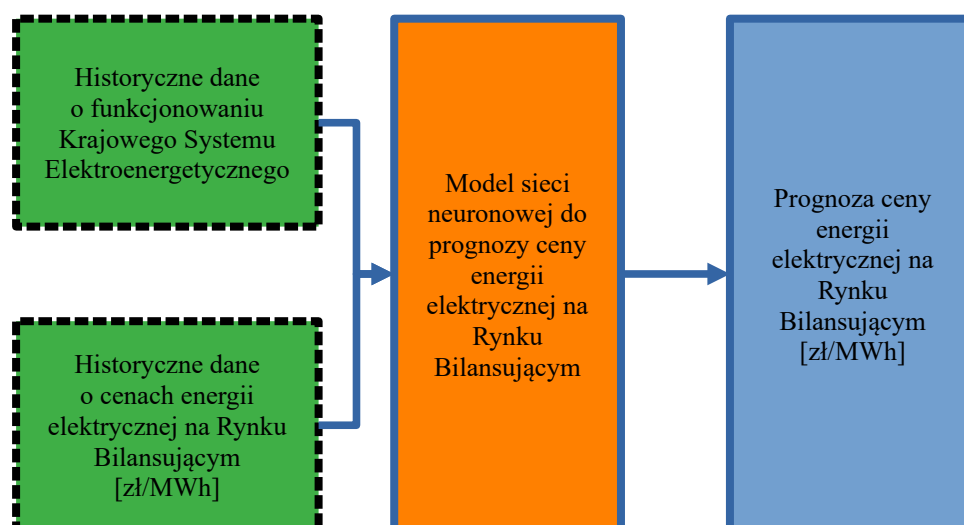 Historyczne dane
o funkcjonowaniu
Krajowego Systemu
Elektroenergetycznego
Historyczne dane
o cenach energii
elektrycznej na Rynku
Bilansującym
[zł/MWh]
Model sieci
neuronowej do
prognozy ceny
energii
elektrycznej na
Rynku
Bilansującym
Prognoza ceny
energii
elektrycznej na
Rynku
Bilansującym
[zł/MWh]